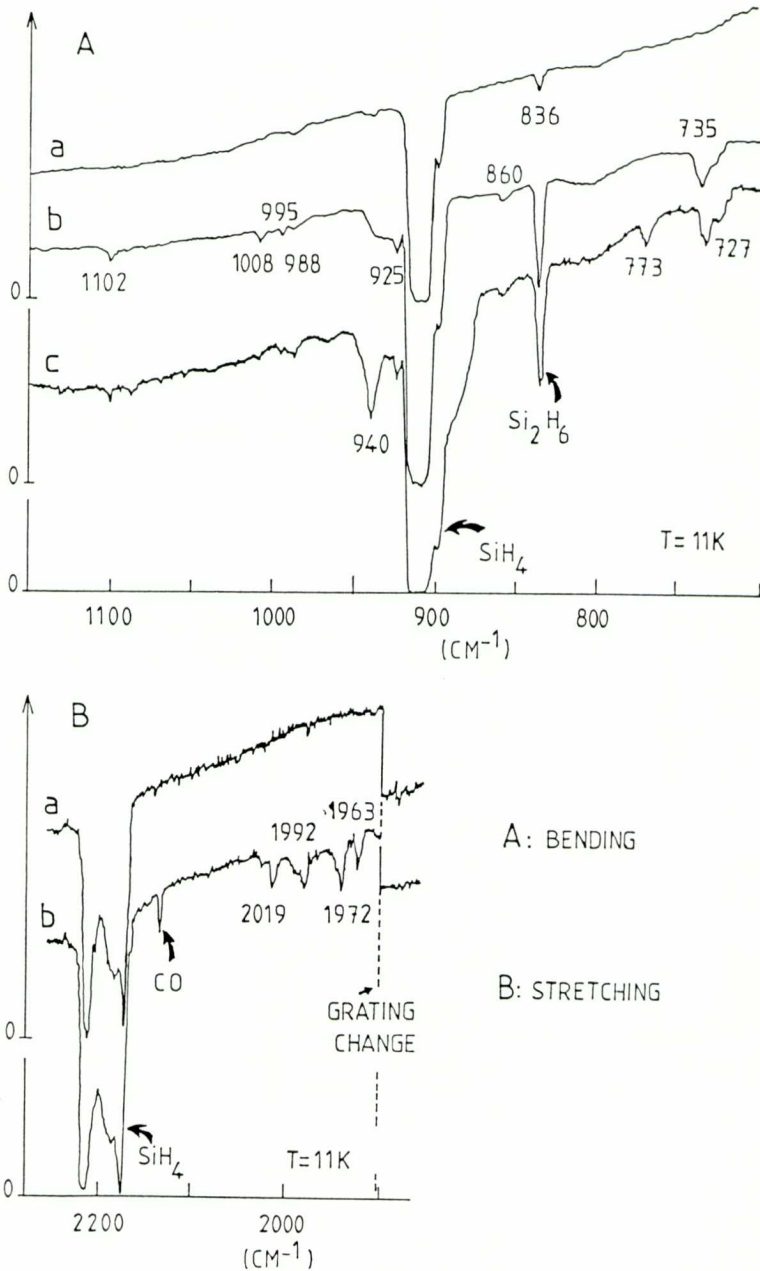 A
a
836
735
860
b
995
1102
1008 988
925
773
727
0
c
940
Si2H6
0
SiH4
T=11K
0
1100
1000
900
800
(CM-1)
B
a
1963
1992
A: BENDING
b
2019
1972
CO
B: STRETCHING
GRATING
CHANGE
0
SiH4
T=11K
0
2200
2000
(CM-1)